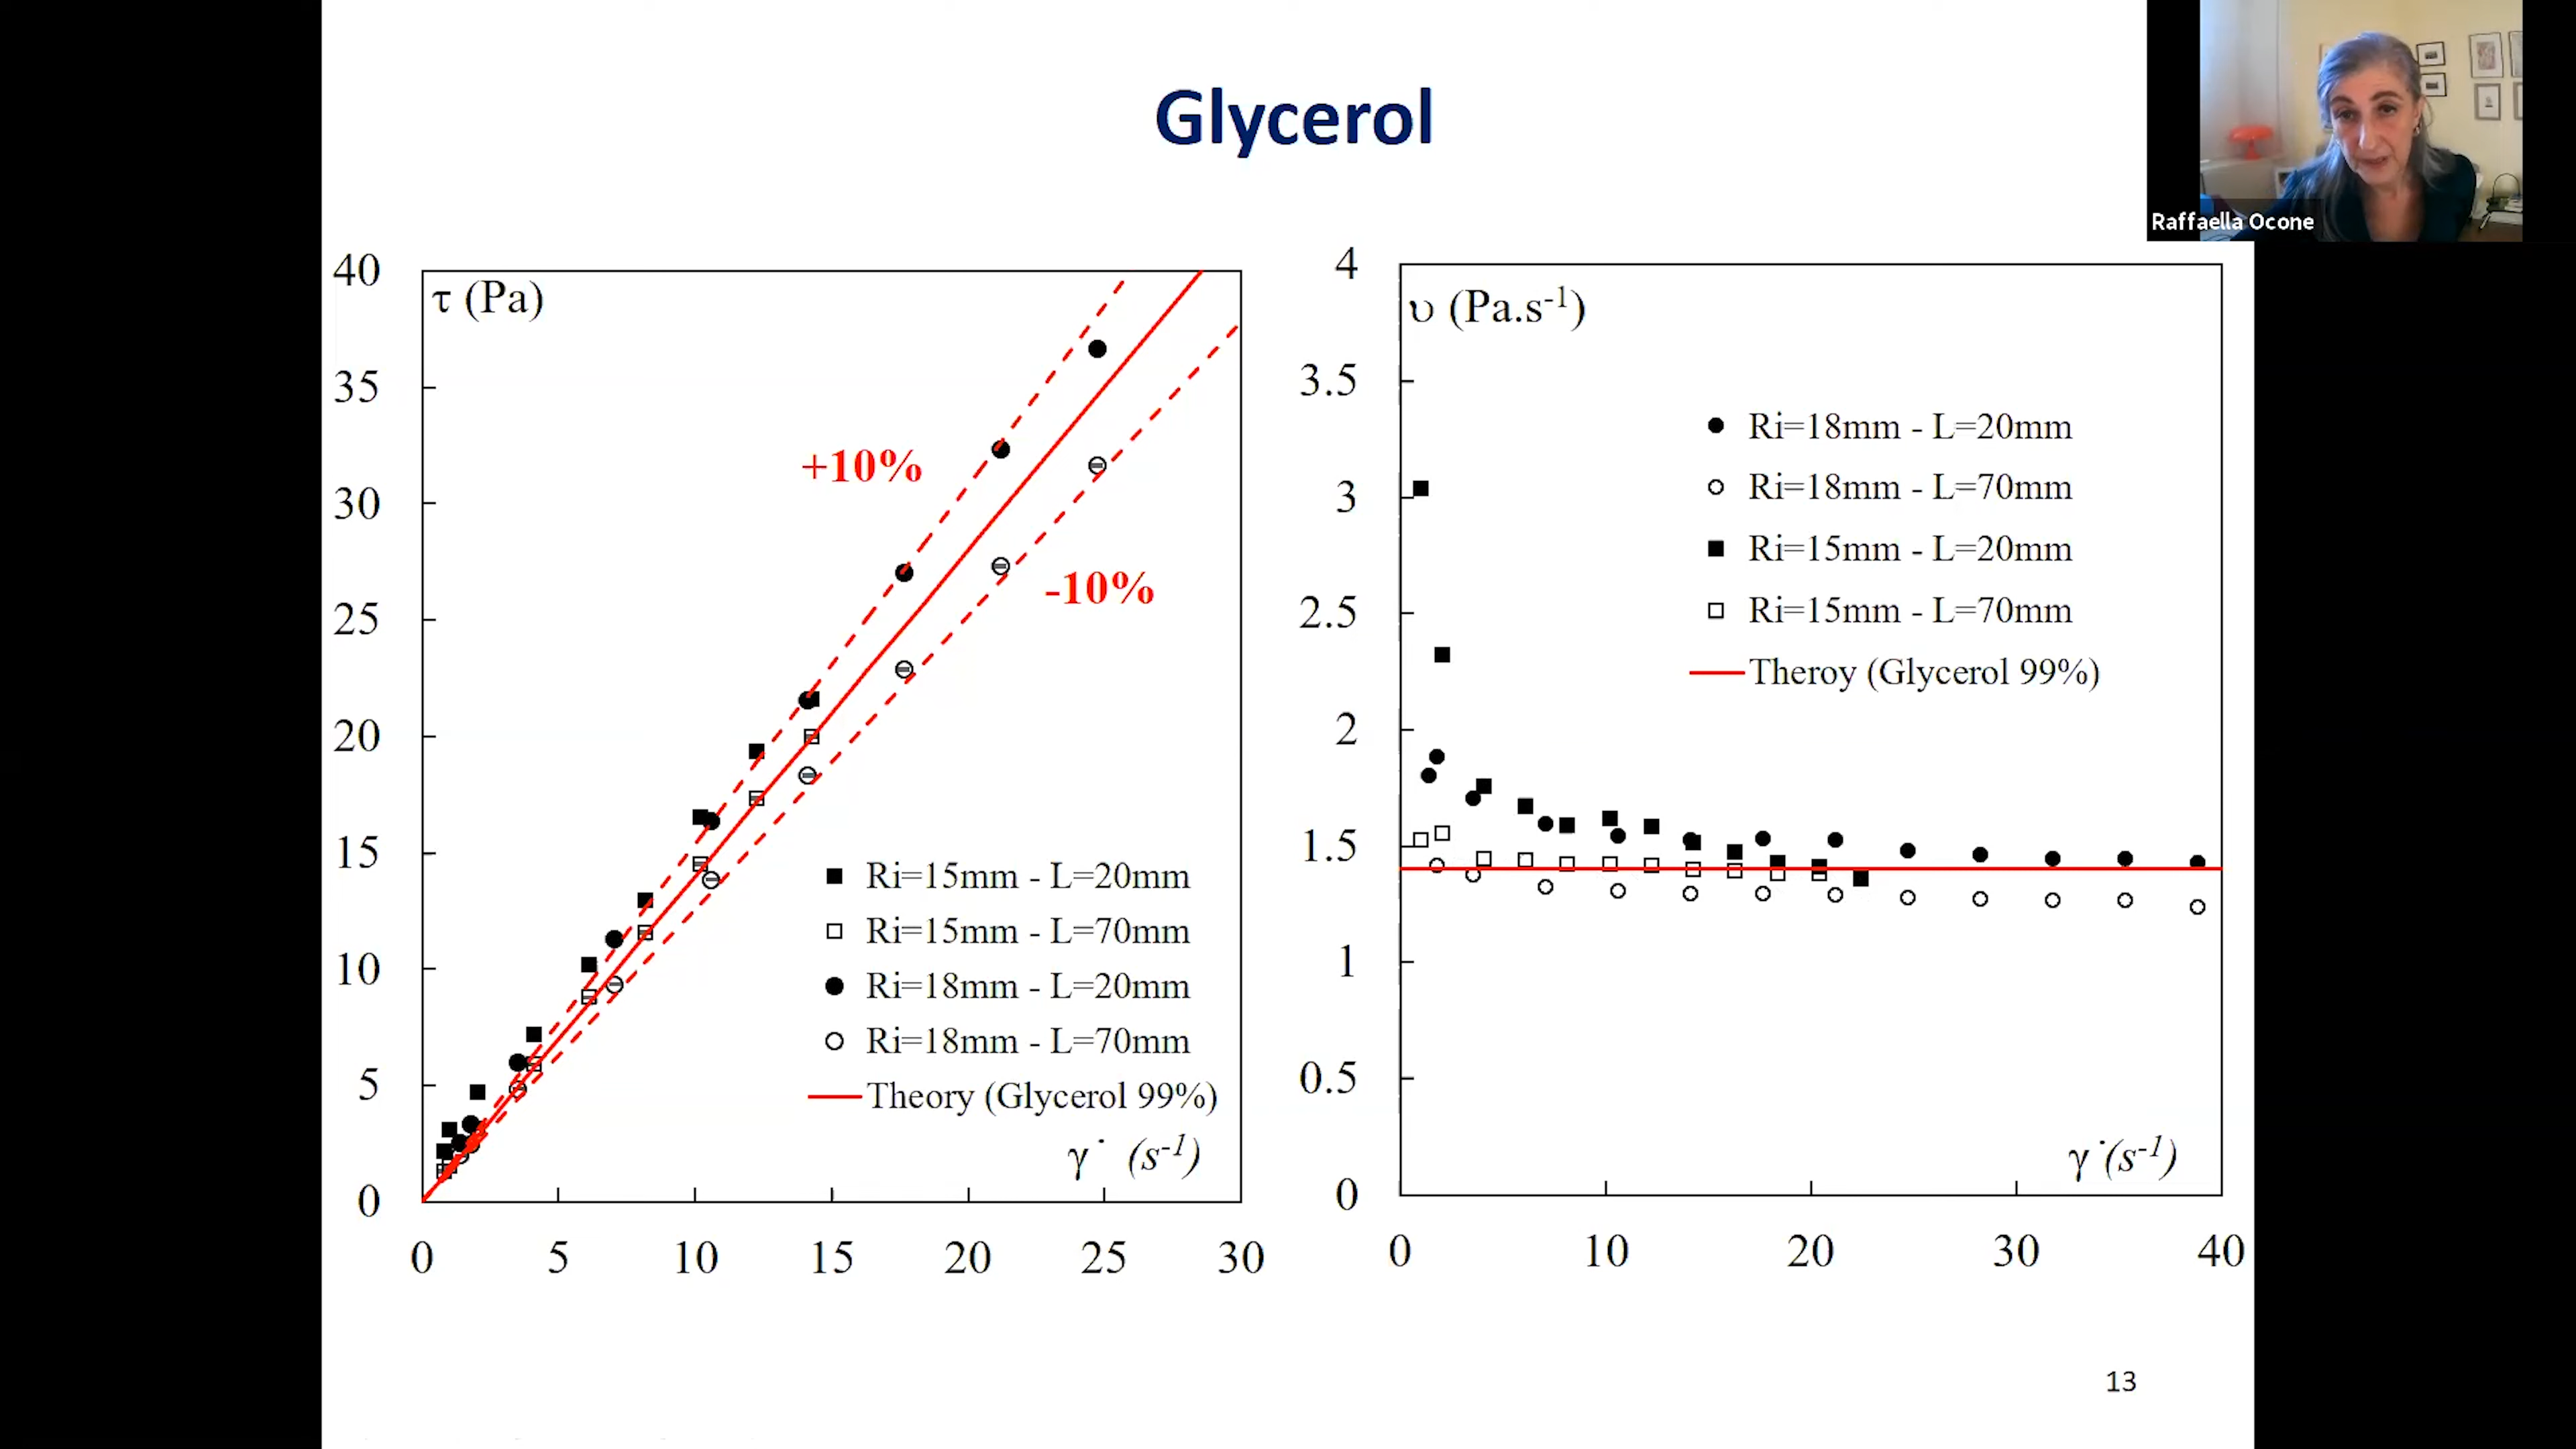 Glycerol
Raffaella Ocone
τ (Pa)
40
35
30
25
20
15
10
5
0
+10%
-10%
Ri=15mm - L=20mm
Ri=15mm - L=70mm
Ri=18mm - L=20mm
Ri=18mm - L=70mm
Theory (Glycerol 99%)
γ˙ (s⁻¹)
0 5 10 15 20 25 30
υ (Pa.s⁻¹)
4
3.5
3
2.5
2
1.5
1
0.5
0
Ri=18mm - L=20mm
Ri=18mm - L=70mm
Ri=15mm - L=20mm
Ri=15mm - L=70mm
Theroy (Glycerol 99%)
γ˙(s⁻¹)
0 10 20 30 40
13